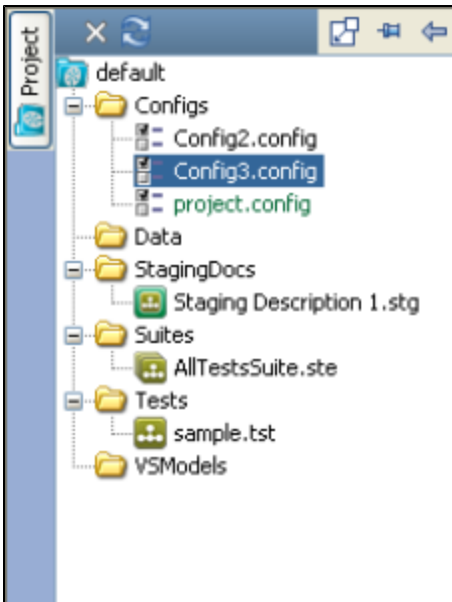 Project
default
Configs
Config2.config
Config3.config
project.config
Data
StagingDocs
Staging Description 1.stg
Suites
AllTestsSuite.ste
Tests
sample.tst
VSModels